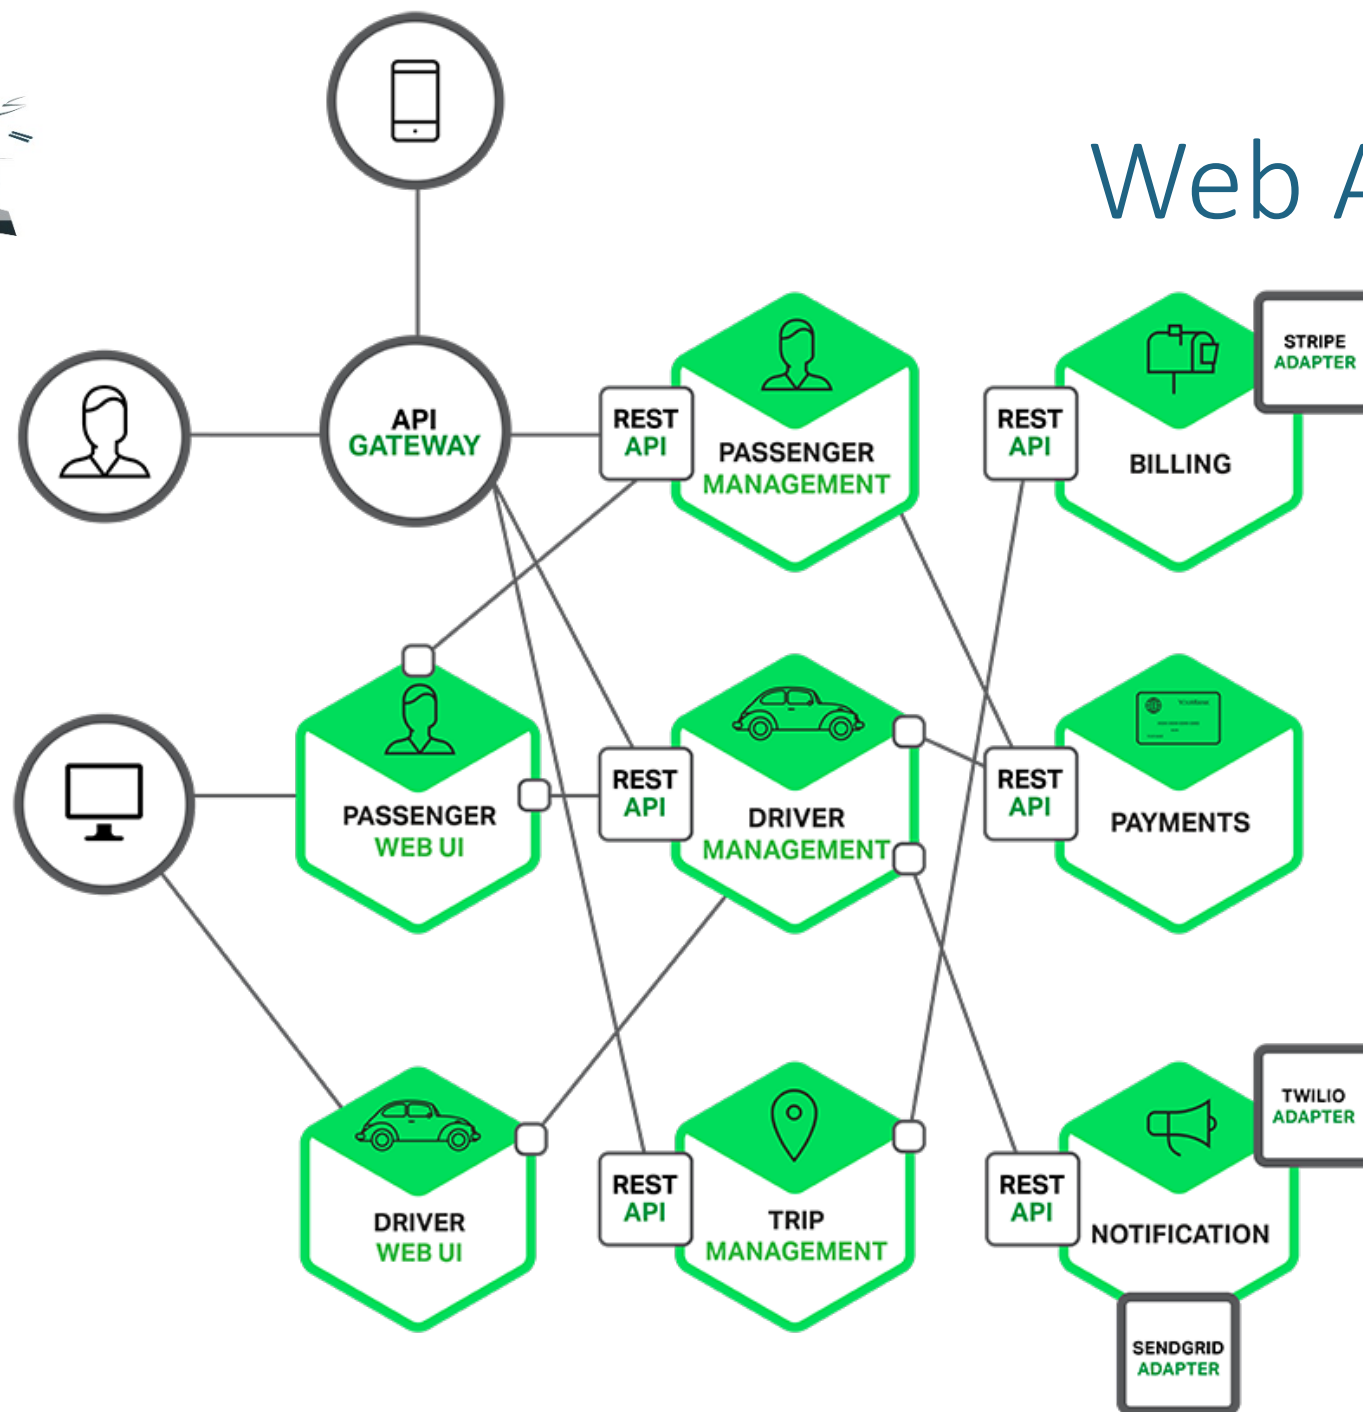 Web A
STRIPE
ADAPTER
API
GATEWAY
REST
API
PASSENGER
MANAGEMENT
REST
API
BILLING
PASSENGER
WEB UI
REST
API
DRIVER
MANAGEMENT
REST
API
PAYMENTS
TWILIO
ADAPTER
DRIVER
WEB UI
REST
API
TRIP
MANAGEMENT
REST
API
NOTIFICATION
SENDGRID
ADAPTER